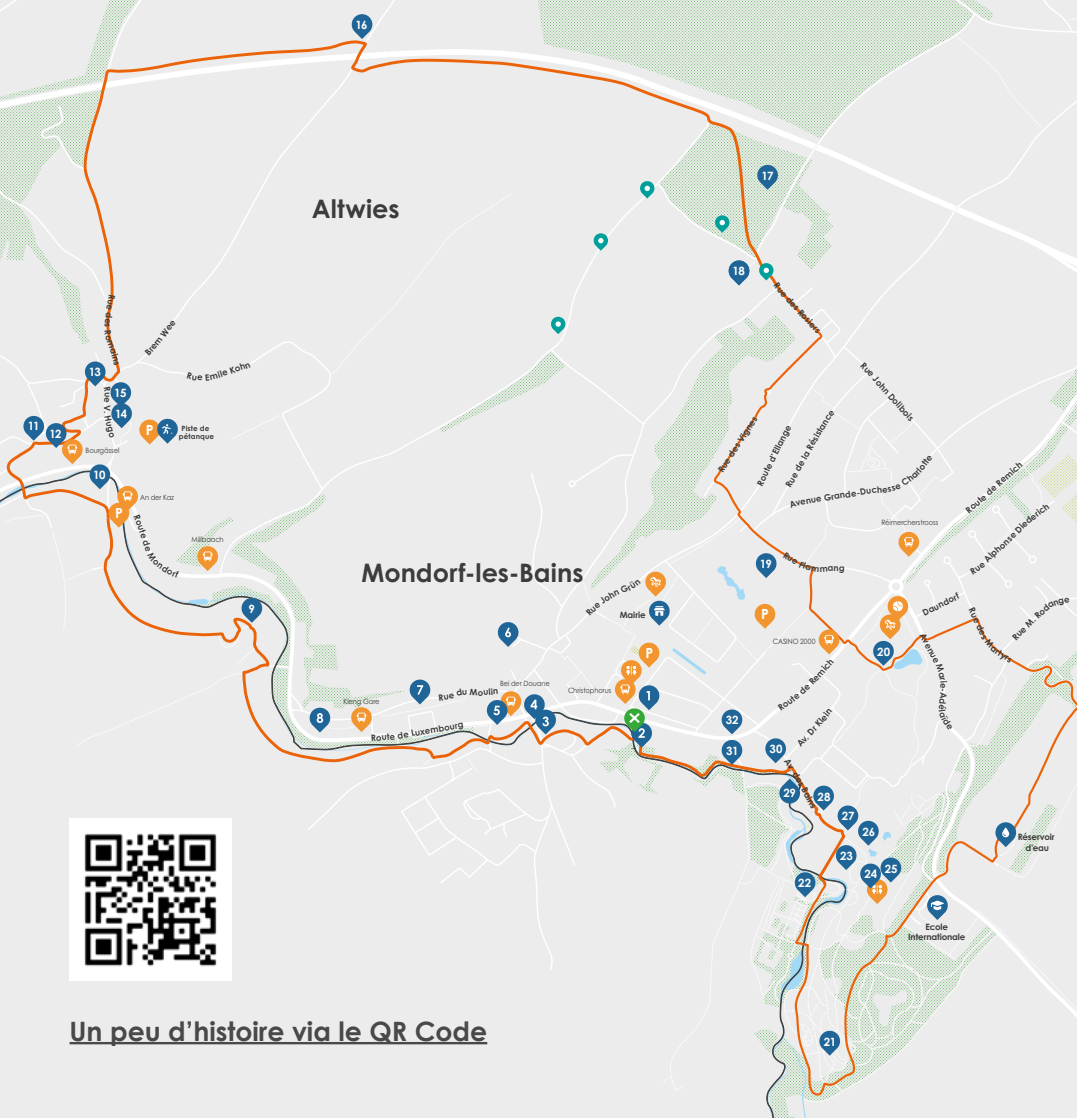 16
17
Altwies
18
Rue des Rosiers
Rue des Romains
Brem Wee
Rue Emile Kohn
Rue John Dolibois
13
15
Rue V. Hugo
14
11
12
P
Piste de
pétanque
Bourgässel
Rue des Vignes
Route d'Ellange
Rue de la Résistance
Avenue Grande-Duchesse Charlotte
Route de Remich
10
An der Kaz
P
Route de Mondorf
Millbaach
Réimercherstrooss
Rue Alphonse Diederich
Mondorf-les-Bains
19
Rue Flammang
Rue John Grün
Mairie
P
Daundorf
Rue M. Rodange
9
6
CASINO 2000
20
Rue des Martyrs
Avenue Marie-Adélaïde
P
Christophorus
1
7
Rue du Moulin
Bei der Douane
Kleng Gare
8
5
4
3
2
Route de Luxembourg
Route de Remich
32
31
30
Av. Dr Klein
Av. des Bains
29
28
27
26
23
24
25
22
Réservoir
d'eau
Ecole
Internationale
21
Un peu d'histoire via le QR Code